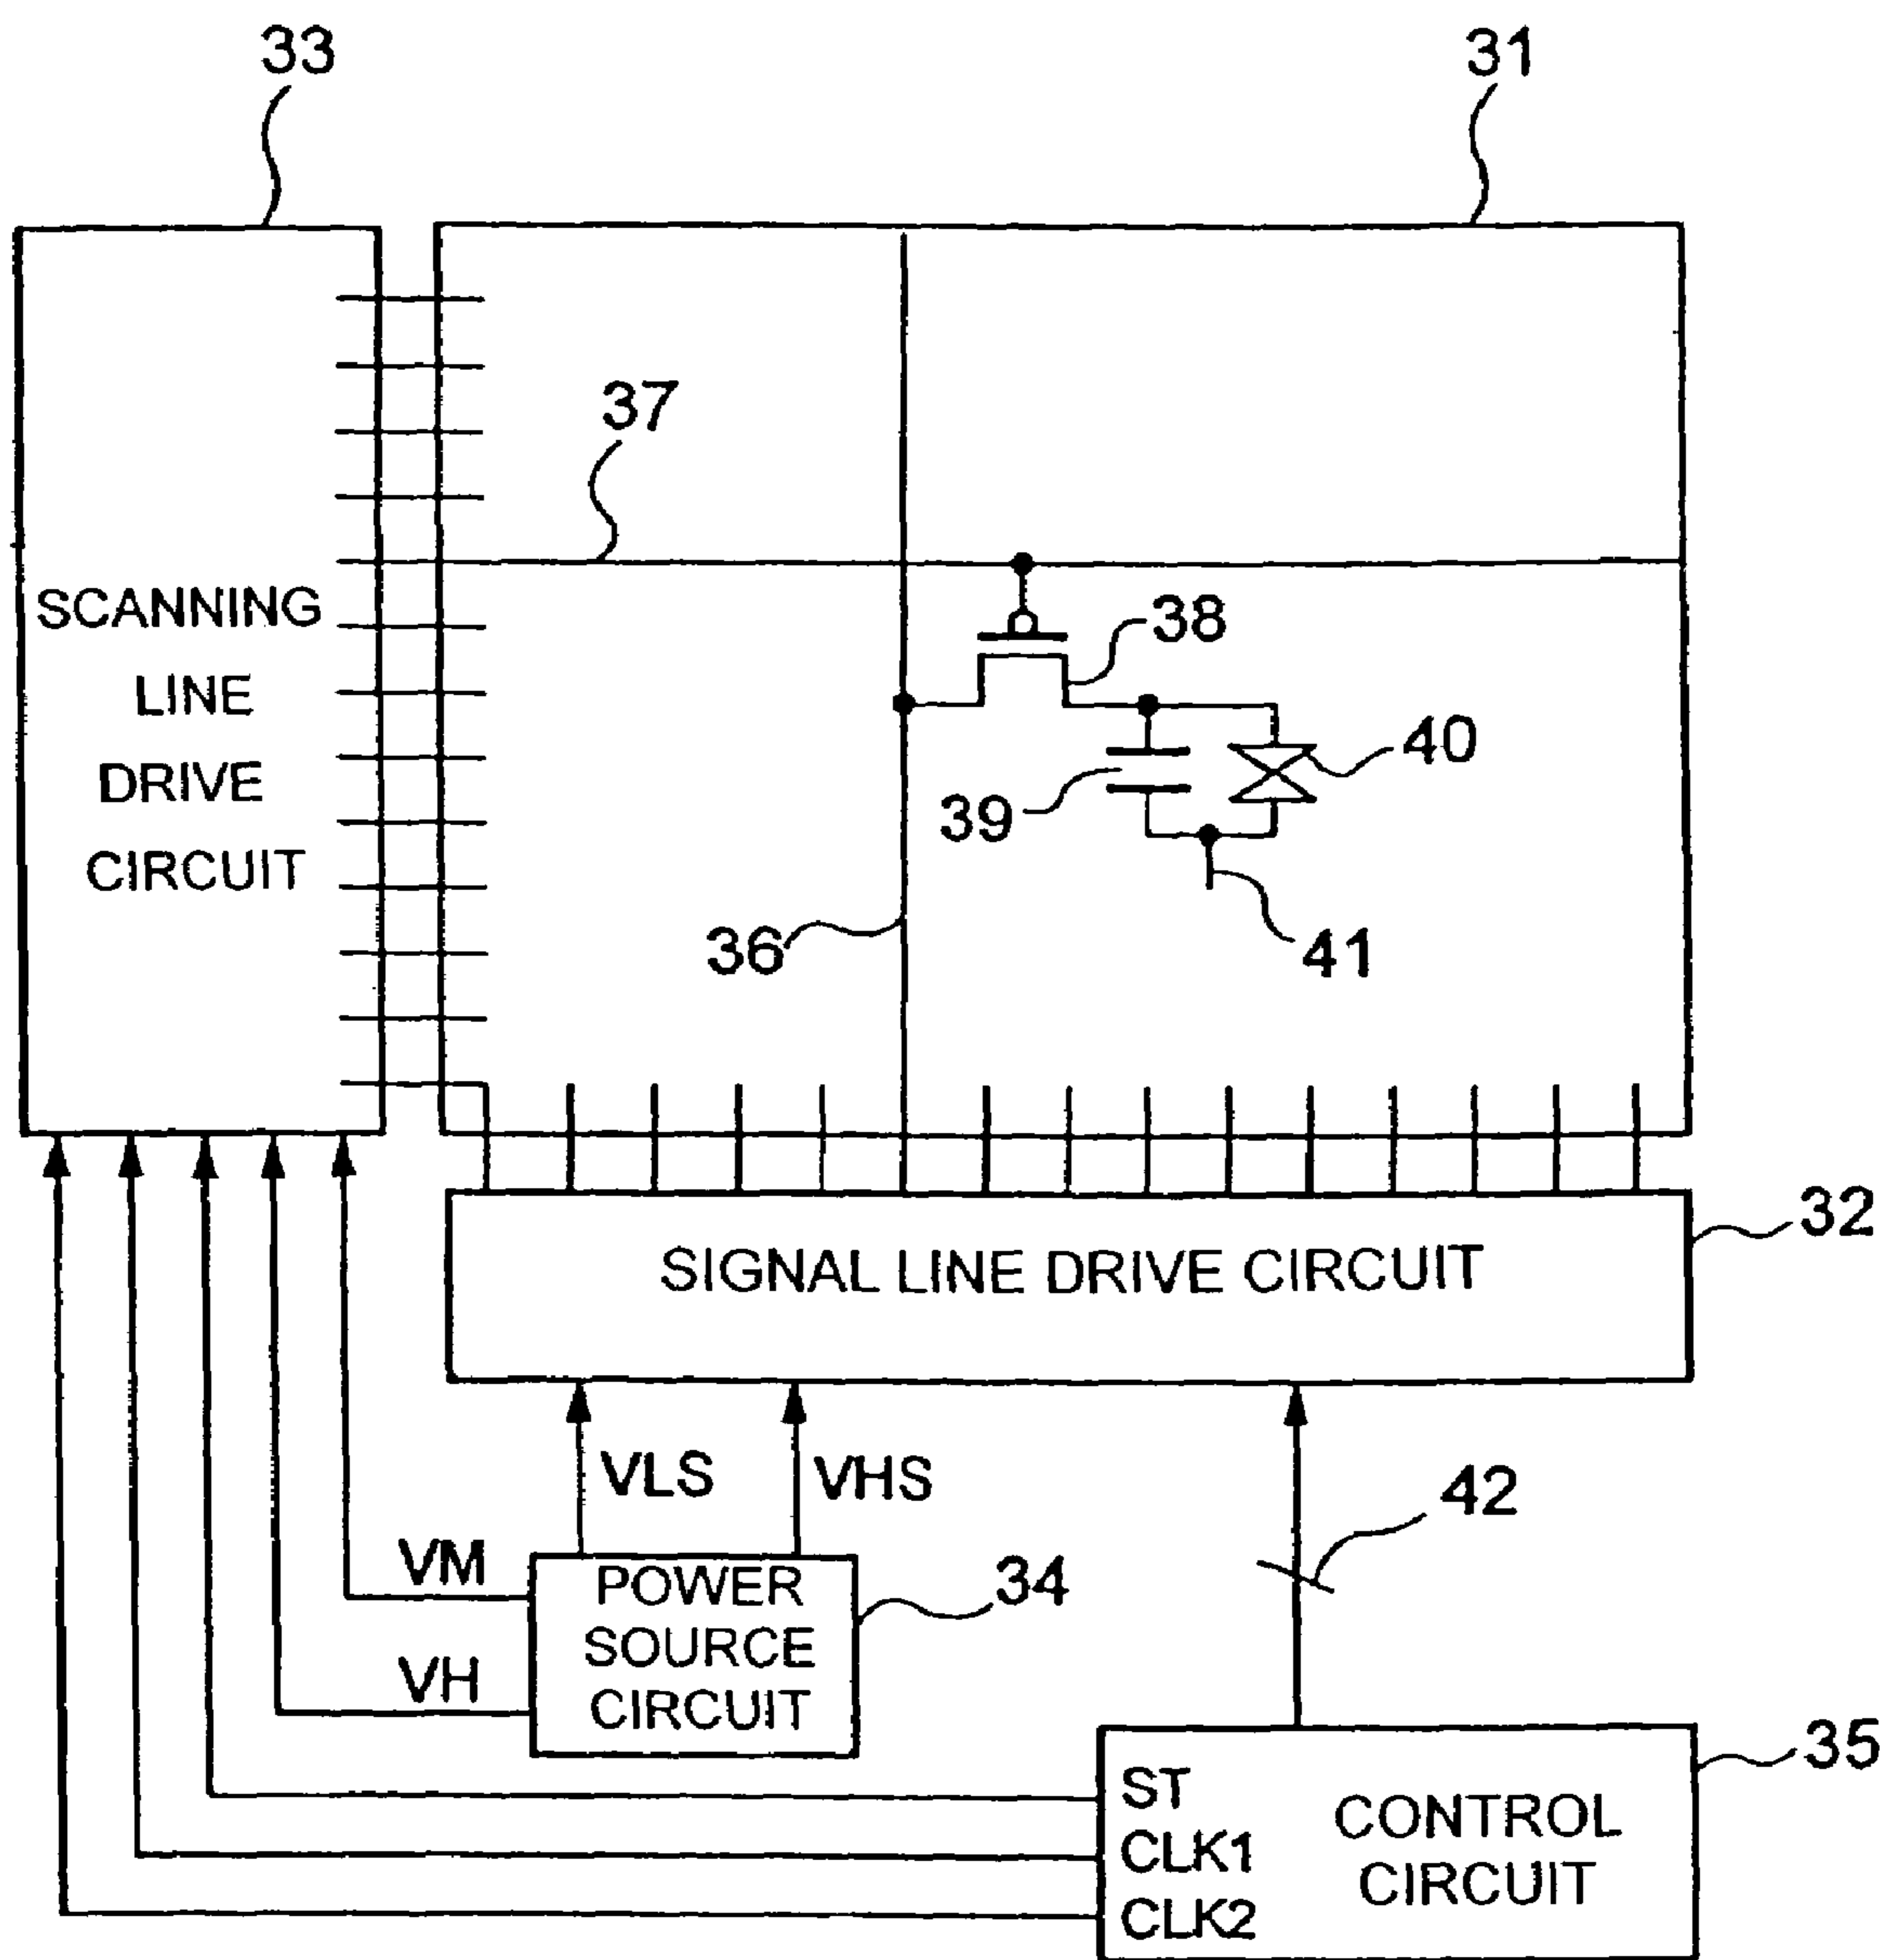 33
31
37
SCANNING
LINE
DRIVE
CIRCUIT
38
40
39
36
41
32
SIGNAL LINE DRIVE CIRCUIT
VLS
VHS
42
VM
POWER
SOURCE
CIRCUIT
34
VH
35
ST
CLK1
CLK2
CONTROL
CIRCUIT